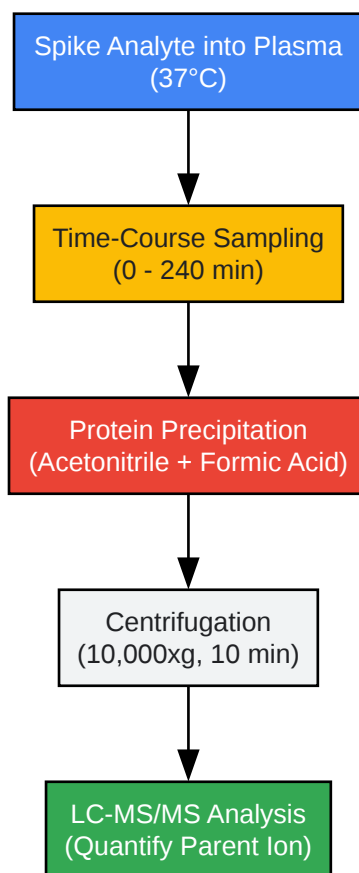 Spike Analyte into Plasma
(37°C)
Time-Course Sampling
(0 - 240 min)
Protein Precipitation
(Acetonitrile + Formic Acid)
Centrifugation
(10,000xg, 10 min)
LC-MS/MS Analysis
(Quantify Parent Ion)